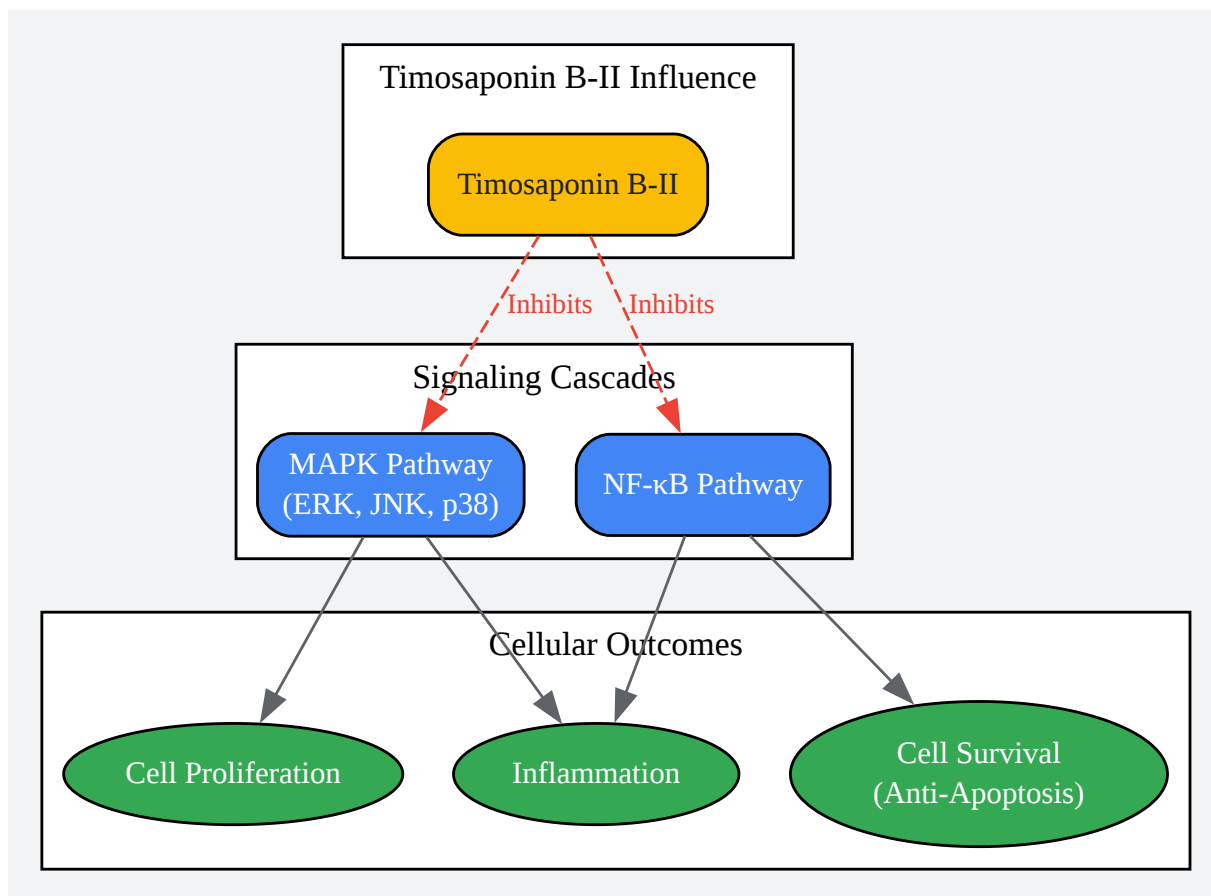 Timosaponin B-II Influence
Timosaponin B-II
Inhibits
Inhibits
Signaling Cascades
MAPK Pathway
(ERK, JNK, p38)
NF-κB Pathway
Cellular Outcomes
Cell Proliferation
Inflammation
Cell Survival
(Anti-Apoptosis)